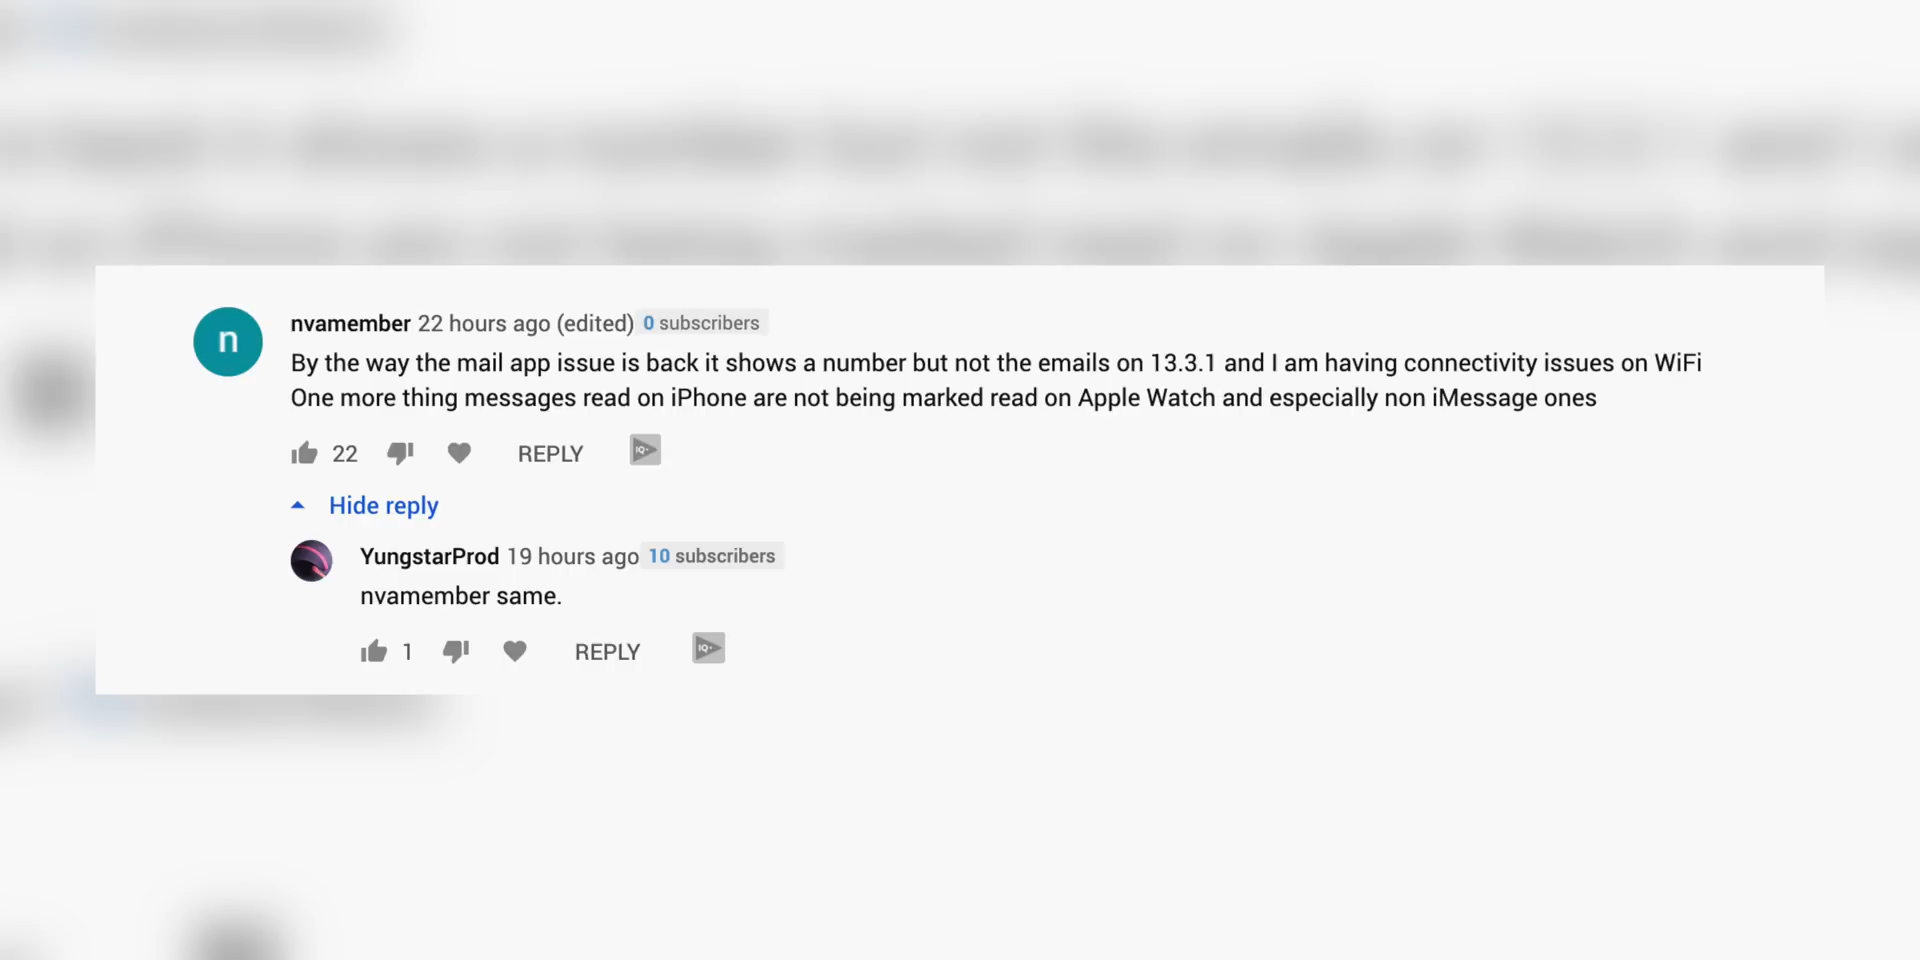 n
nvamember 22 hours ago (edited) 0 subscribers
By the way the mail app issue is back it shows a number but not the emails on 13.3.1 and I am having connectivity issues on WiFi
One more thing messages read on iPhone are not being marked read on Apple Watch and especially non iMessage ones
22 REPLY IQ+
Hide reply
YungstarProd 19 hours ago 10 subscribers
nvamember same.
1 REPLY IQ+